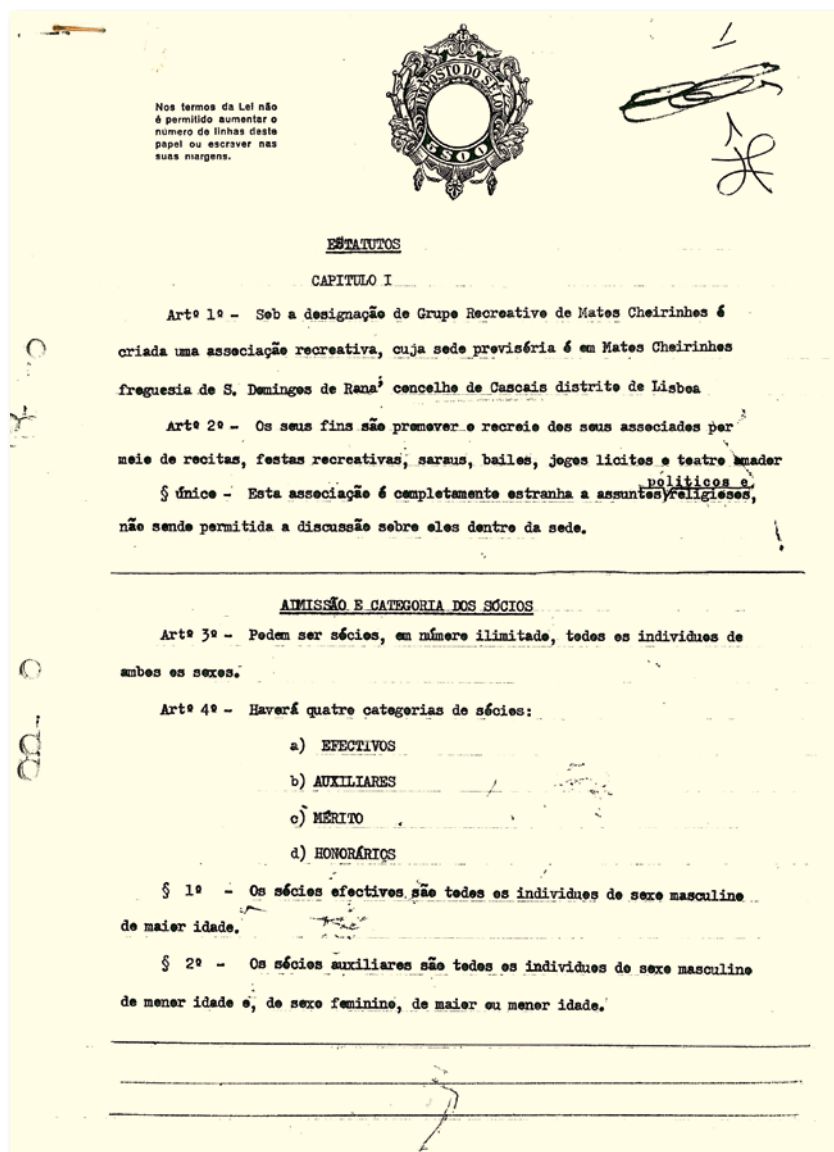 Nos termos da Lei não
é permitido aumentar o
número de linhas deste
papel ou escrever nas
suas margens.
IMPOSTO DO SELO
5$00
1
ESTATUTOS
CAPITULO I
Artº 1º - Sob a designação de Grupo Recreativo de Matos Cheirinhos é
criada uma associação recreativa, cuja sede provisória é em Matos Cheirinhos
freguesia de S. Domingos de Rana, concelho de Cascais distrito de Lisboa
Artº 2º - Os seus fins são promover o recreio dos seus associados por
meio de recitas, festas recreativas, saraus, bailes, jogos licitos e teatro amador
políticos e
§ único - Esta associação é completamente estranha a assuntos religiosos,
não sendo permitida a discussão sobre eles dentro da sede.
ADMISSÃO E CATEGORIA DOS SÓCIOS
Artº 3º - Podem ser sócios, em número ilimitado, todos os individuos de
ambos os sexos.
Artº 4º - Haverá quatro categorias de sócios:
a) EFECTIVOS
b) AUXILIARES
c) MÉRITO
d) HONORÁRIOS
§ 1º - Os sócios efectivos são todos os individuos do sexo masculino
de maior idade.
§ 2º - Os sócios auxiliares são todos os individuos do sexo masculino
de menor idade e, do sexo feminino, de maior ou menor idade.